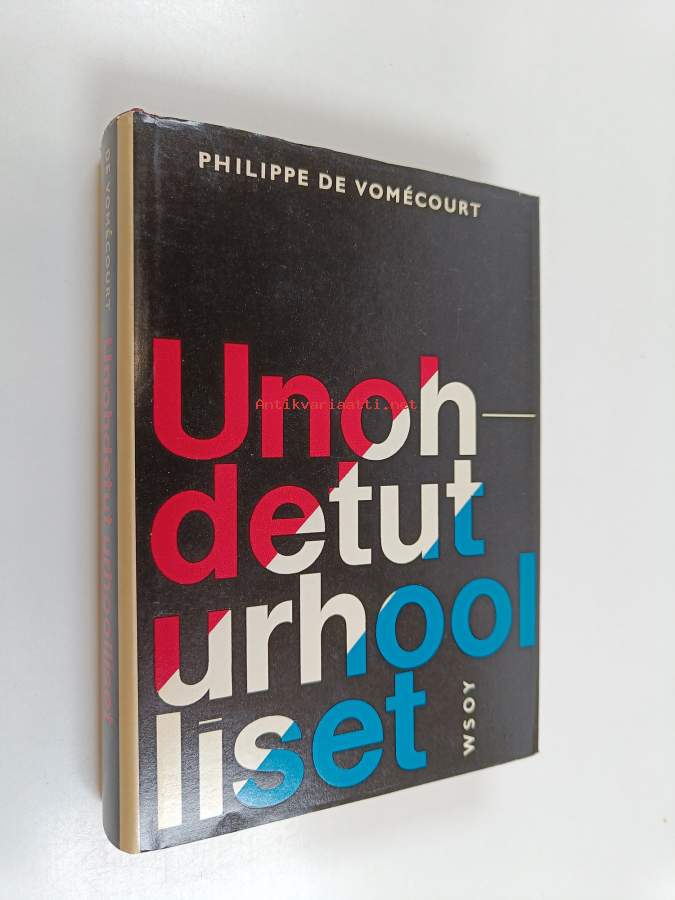 PHILIPPE DE VOMÉCOURT
Unoh—
detut
urhool
liset
WSOY
DE VOMÉCOURT
Unohdetut urhoolliset
Antikvariaatti.net